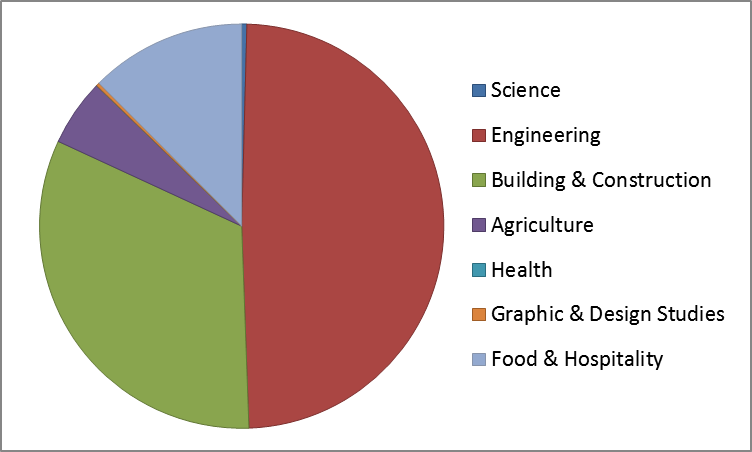 Science
Engineering
Building & Construction
Agriculture
Health
Graphic & Design Studies
Food & Hospitality